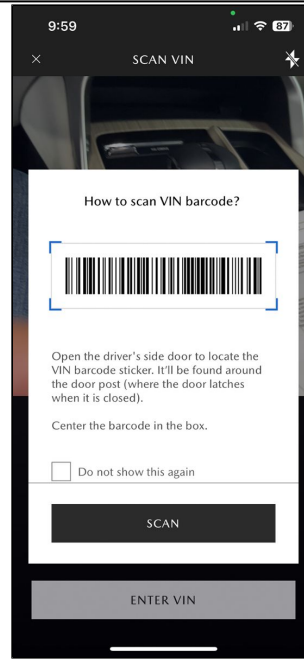 9:59
87
SCAN VIN
How to scan VIN barcode?
Open the driver's side door to locate the
VIN barcode sticker. It'll be found around
the door post (where the door latches
when it is closed).
Center the barcode in the box.
Do not show this again
SCAN
ENTER VIN